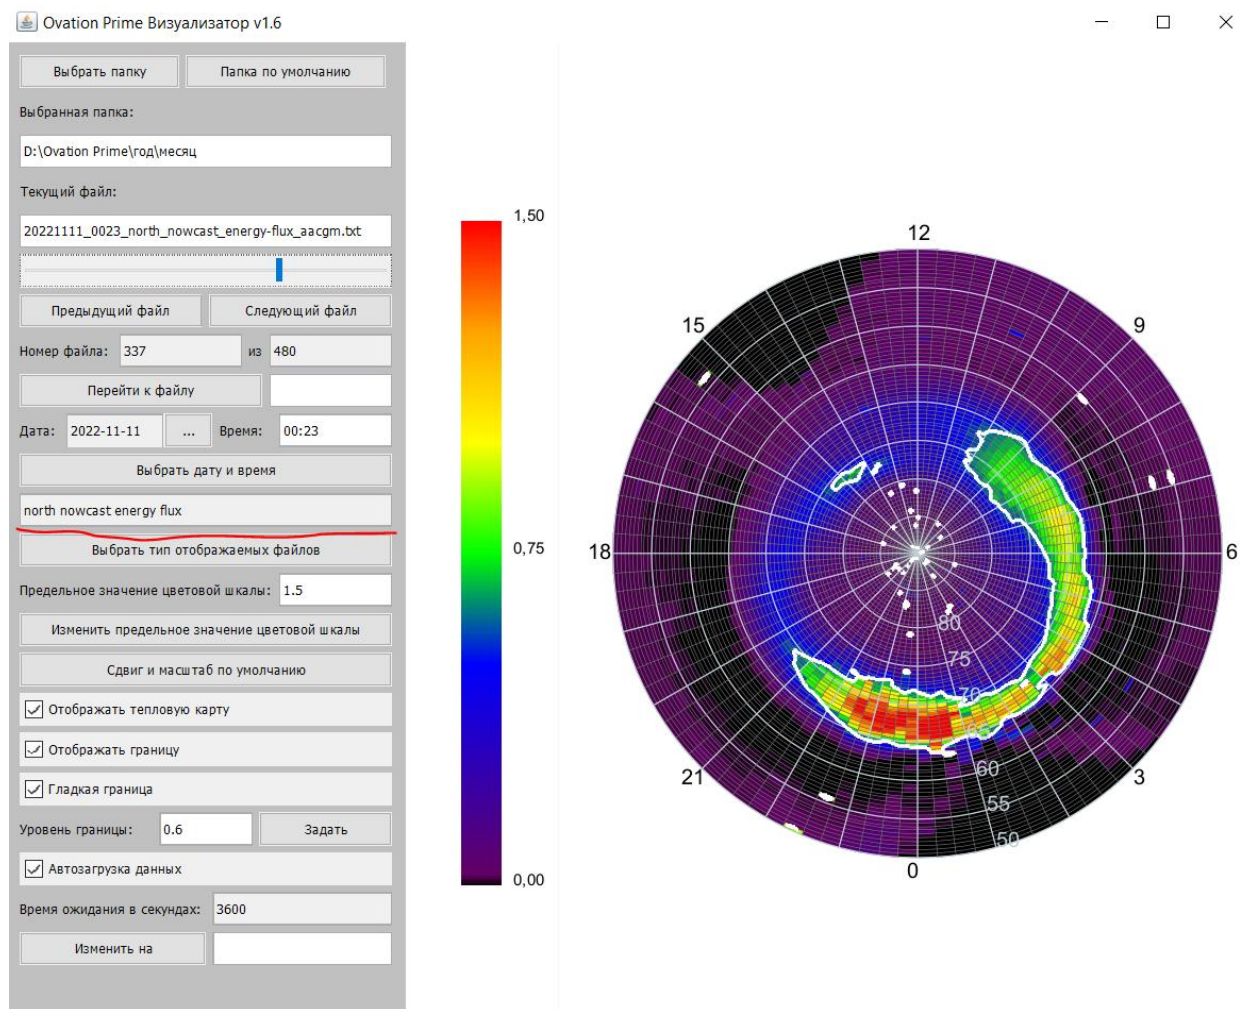 Ovation Prime Визуализатор v1.6
Выбрать папку
Папка по умолчанию
Выбранная папка:
D:\Ovation Prime\год\месяц
Текущий файл:
20221111_0023_north_nowcast_energy-flux_aacgm.txt
Предыдущий файл
Следующий файл
Номер файла: 337 из 480
Перейти к файлу
Дата: 2022-11-11 ... Время: 00:23
Выбрать дату и время
north nowcast energy flux
Выбрать тип отображаемых файлов
Предельное значение цветовой шкалы: 1.5
Изменить предельное значение цветовой шкалы
Сдвиг и масштаб по умолчанию
Отображать тепловую карту
Отображать границу
Гладкая граница
Уровень границы: 0.6 Задать
Автозагрузка данных
Время ожидания в секундах: 3600
Изменить на
1,50
0,75
0,00
12
15
9
18
6
21
3
0
80
75
70
65
60
55
50